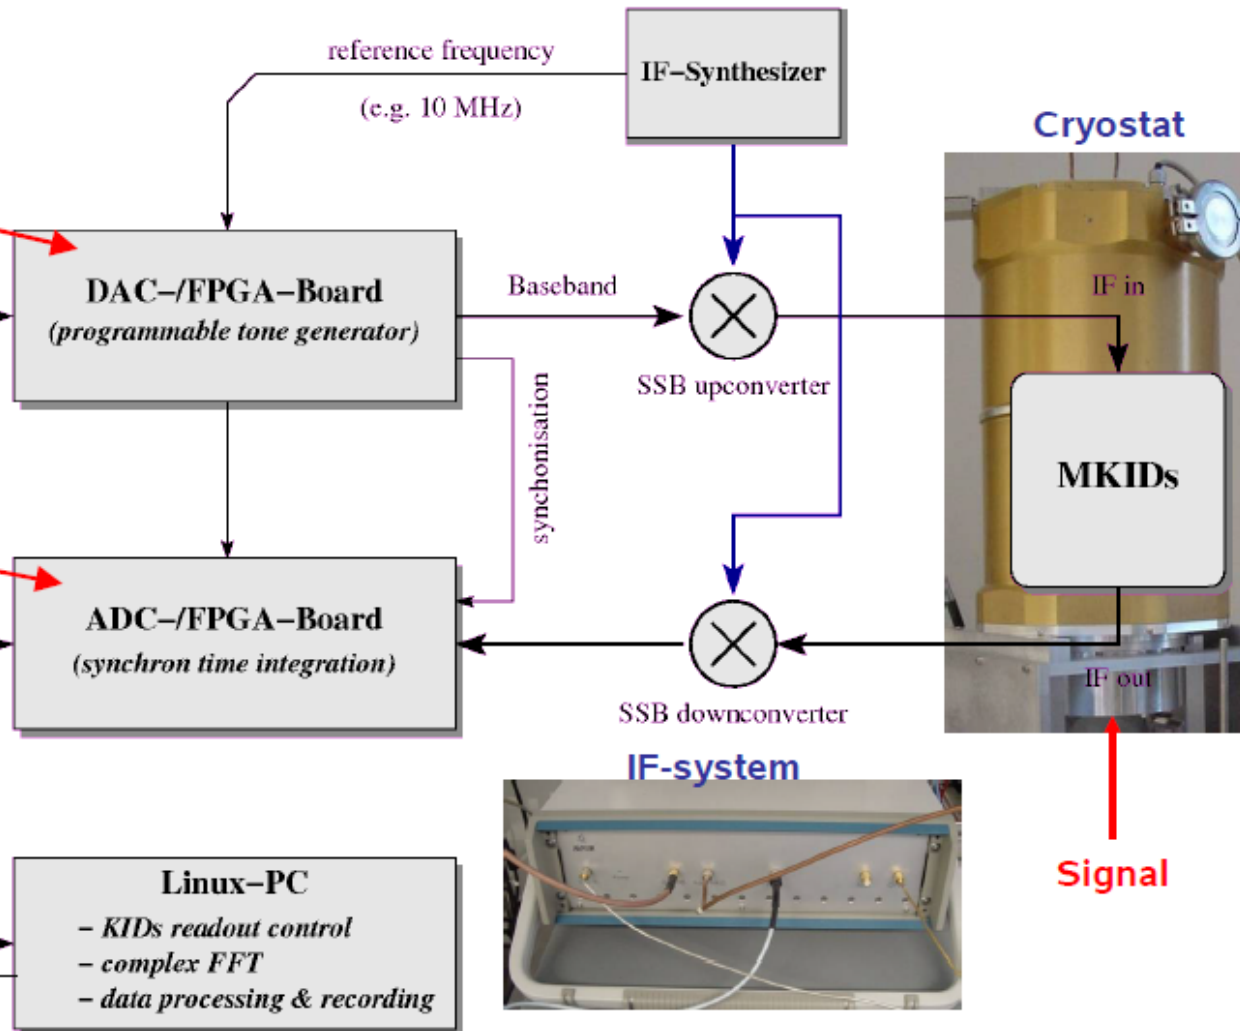 reference frequency
(e.g. 10 MHz)
IF-Synthesizer
Cryostat
DAC-/FPGA-Board
(programmable tone generator)
Baseband
SSB upconverter
IF in
synchonisation
MKIDs
ADC-/FPGA-Board
(synchron time integration)
SSB downconverter
IF out
IF-system
Signal
Linux-PC
- KIDs readout control
- complex FFT
- data processing & recording